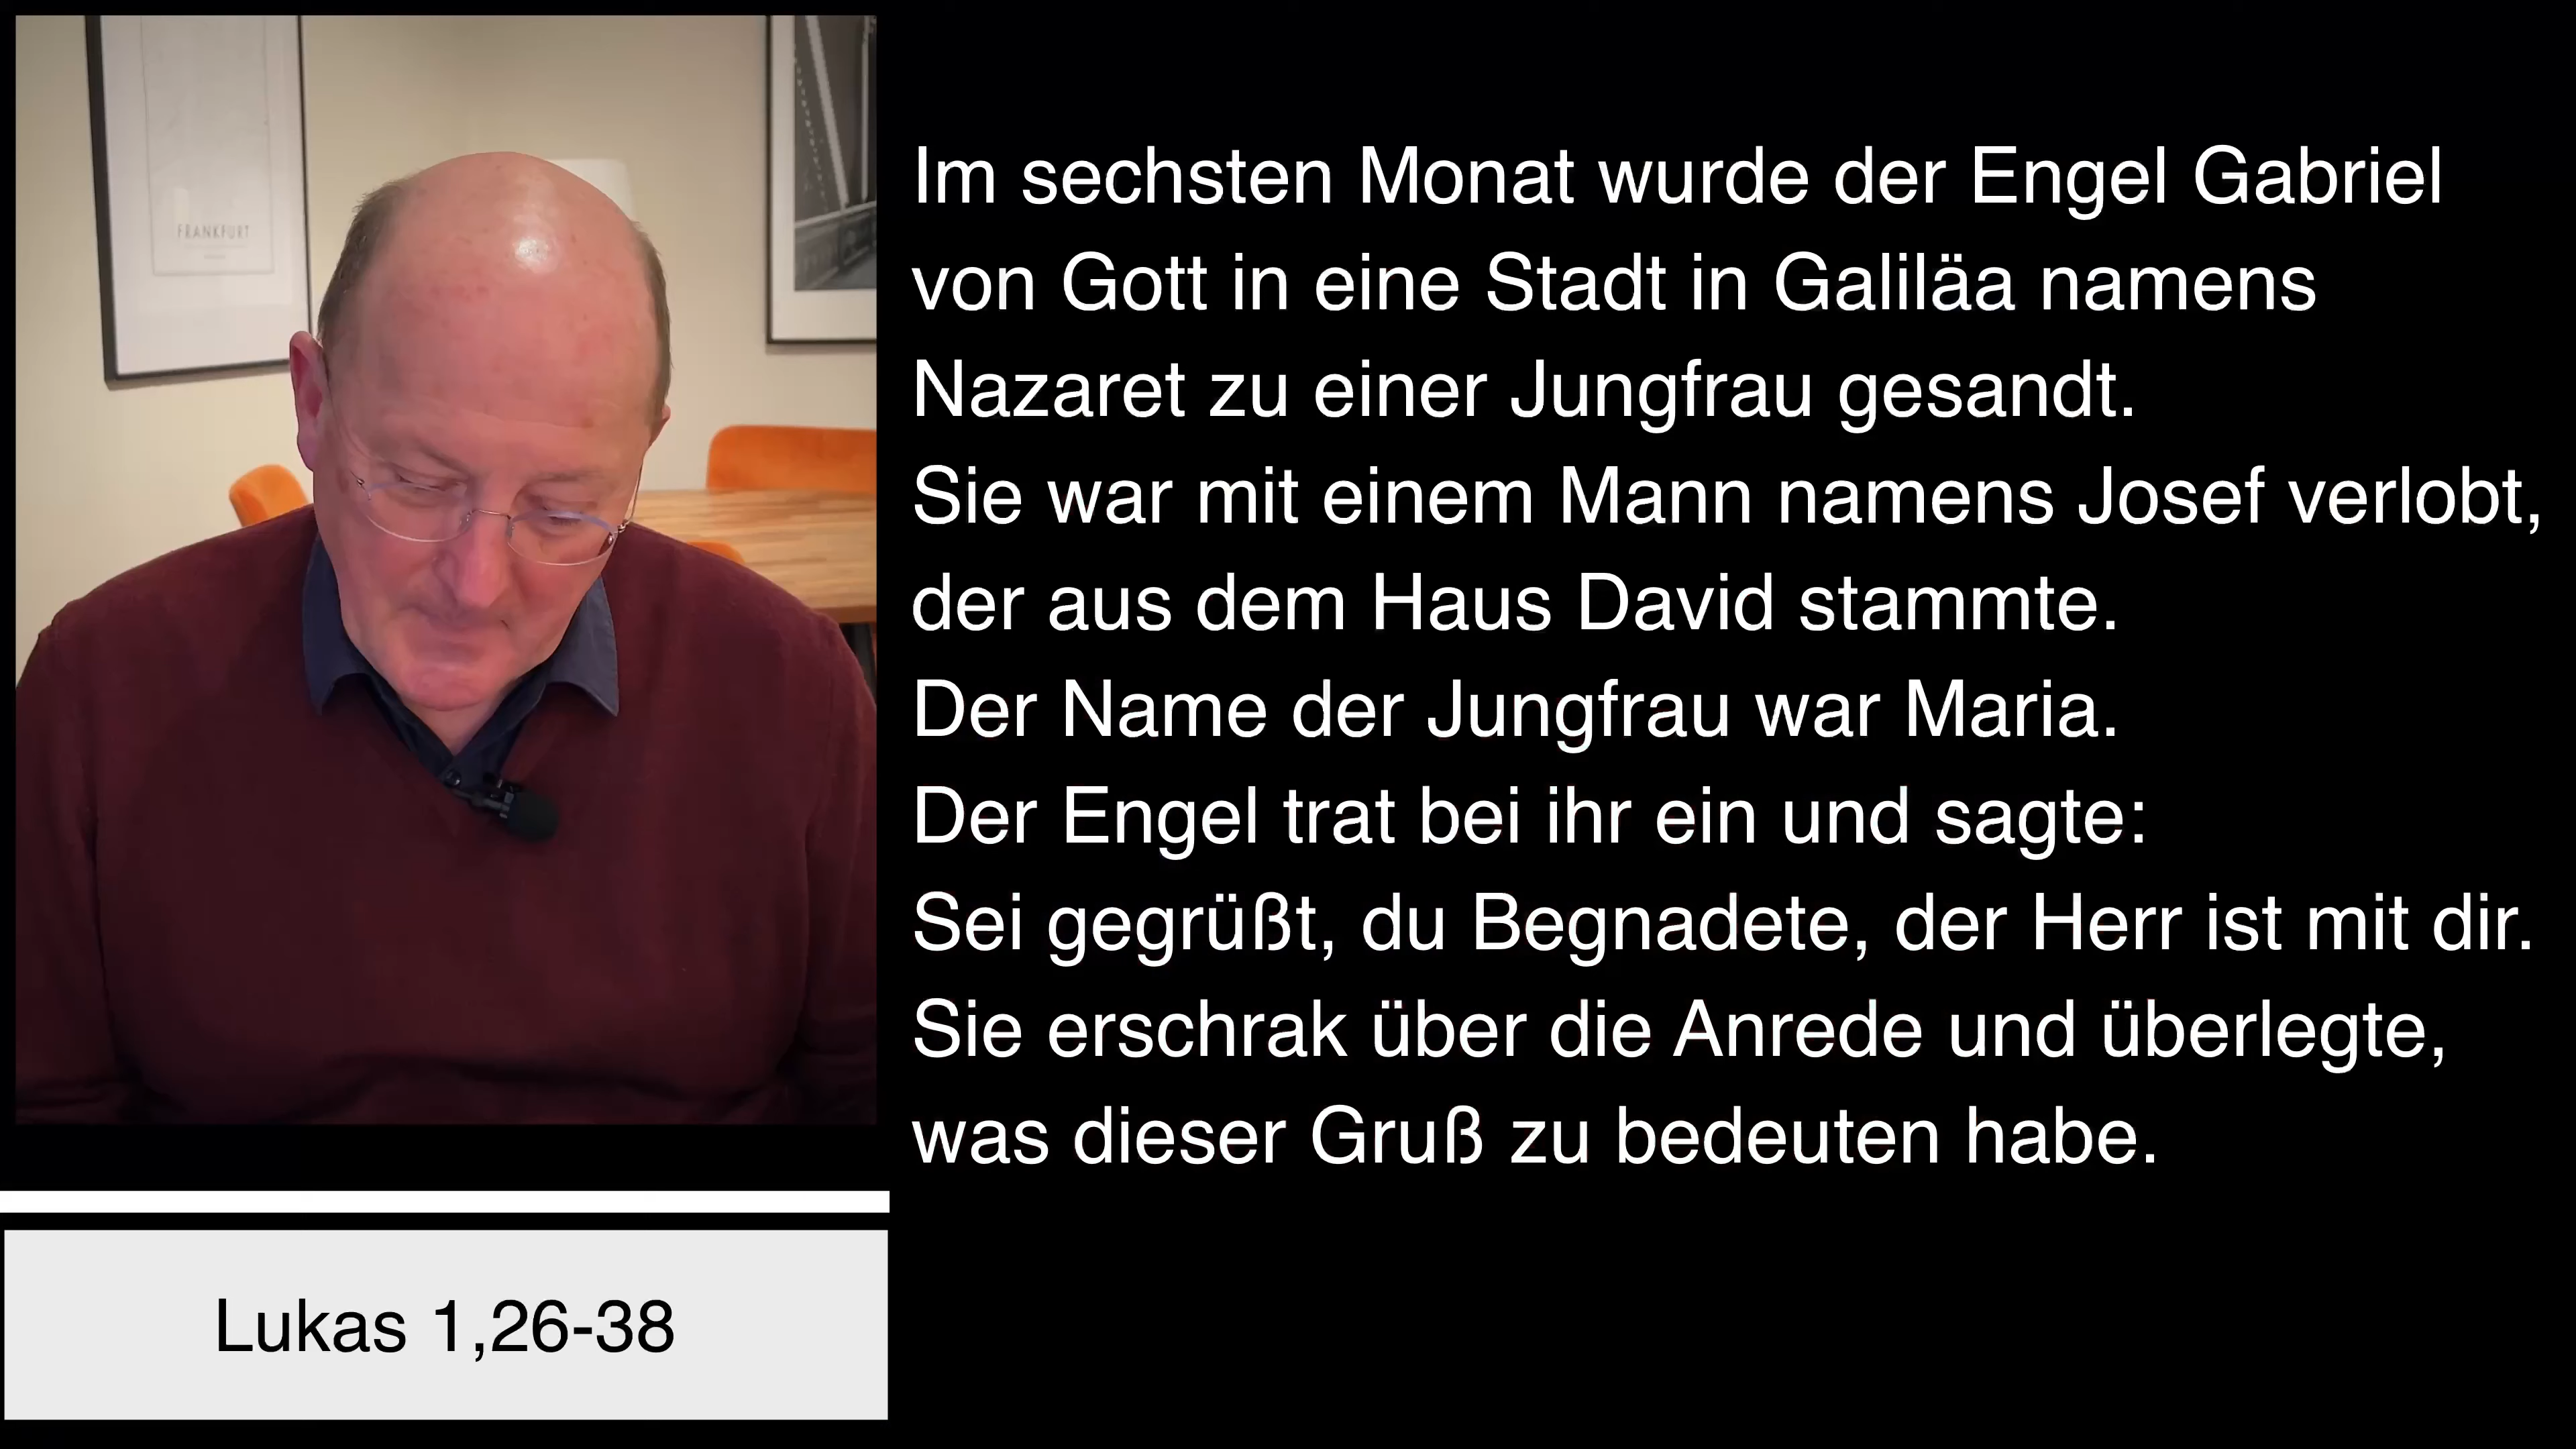 FRANKFURT
Im sechsten Monat wurde der Engel Gabriel
von Gott in eine Stadt in Galiläa namens
Nazaret zu einer Jungfrau gesandt.
Sie war mit einem Mann namens Josef verlobt,
der aus dem Haus David stammte.
Der Name der Jungfrau war Maria.
Der Engel trat bei ihr ein und sagte:
Sei gegrüßt, du Begnadete, der Herr ist mit dir.
Sie erschrak über die Anrede und überlegte,
was dieser Gruß zu bedeuten habe.
Lukas 1,26-38